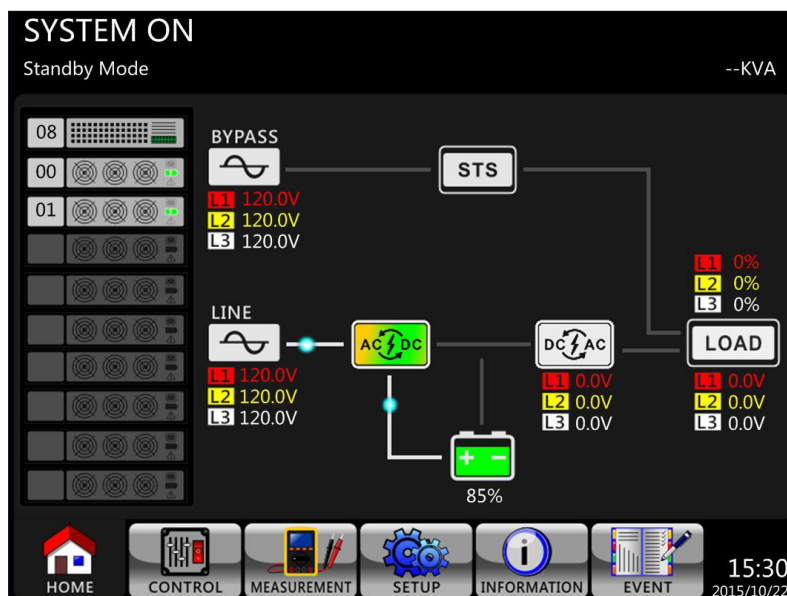 SYSTEM ON
Standby Mode
--KVA
08
00
01
BYPASS
L1 120.0V
L2 120.0V
L3 120.0V
STS
L1 0%
L2 0%
L3 0%
LINE
L1 120.0V
L2 120.0V
L3 120.0V
AC DC
DC AC
L1 0.0V
L2 0.0V
L3 0.0V
LOAD
L1 0.0V
L2 0.0V
L3 0.0V
+ −
85%
HOME
CONTROL
MEASUREMENT
SETUP
INFORMATION
EVENT
15:30
2015/10/22